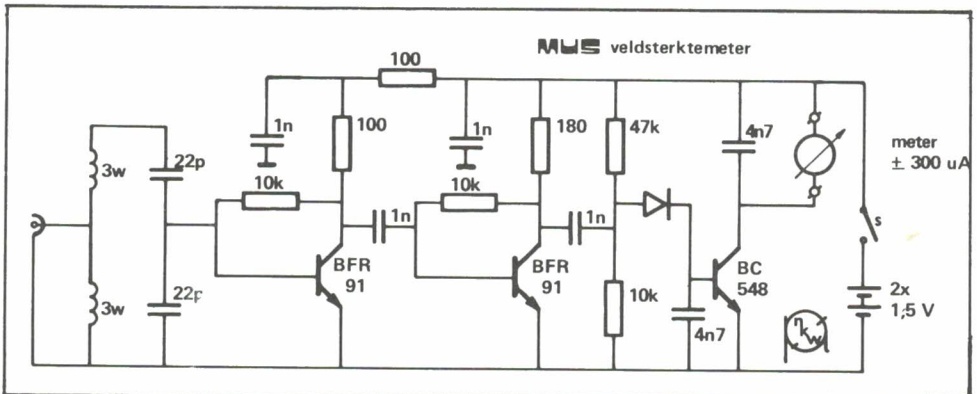 MHS veldsterktemeter
100
1n
100
1n
180
47k
4n7
meter
± 300 uA
3w
22p
10k
1n
10k
1n
s
BFR
91
BFR
91
BC
548
3w
22p
10k
4n7
2x
1,5 V